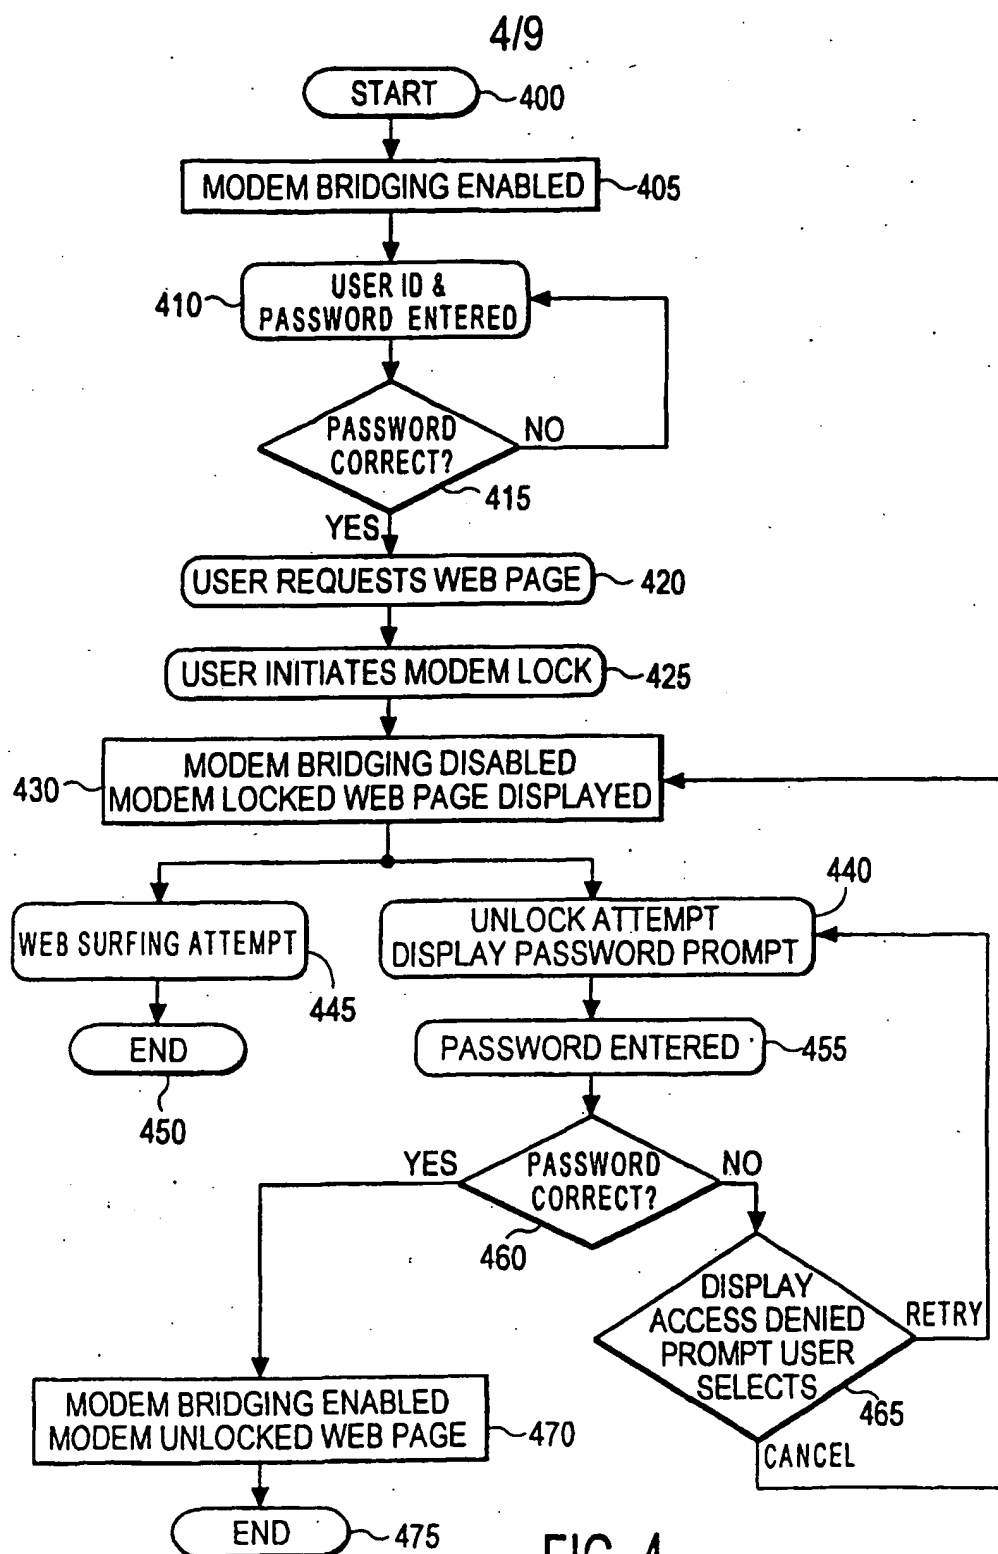 4/9
START
400
MODEM BRIDGING ENABLED
405
USER ID &
PASSWORD ENTERED
410
PASSWORD
CORRECT?
NO
415
YES
USER REQUESTS WEB PAGE
420
USER INITIATES MODEM LOCK
425
MODEM BRIDGING DISABLED
MODEM LOCKED WEB PAGE DISPLAYED
430
WEB SURFING ATTEMPT
445
END
450
UNLOCK ATTEMPT
DISPLAY PASSWORD PROMPT
440
PASSWORD ENTERED
455
PASSWORD
CORRECT?
YES
NO
460
DISPLAY
ACCESS DENIED
PROMPT USER
SELECTS
RETRY
465
CANCEL
MODEM BRIDGING ENABLED
MODEM UNLOCKED WEB PAGE
470
END
475
FIG. 4